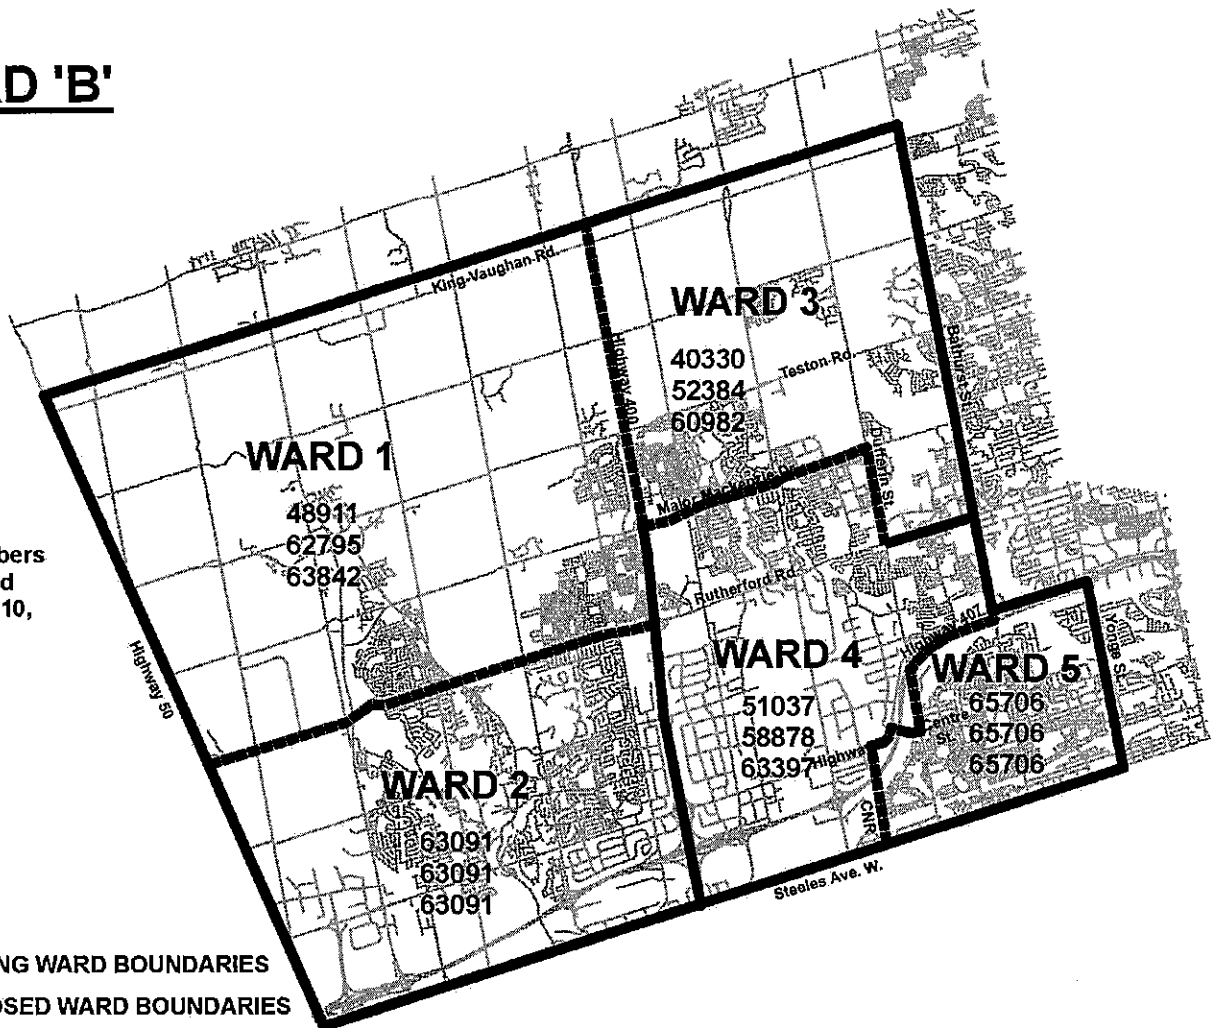 D 'B'
King-Vaughan Rd.
WARD 3
40330
52384
60982
Highway 400
Teston Rd.
Bathurst St.
Dufferin St.
Major Mackenzie Dr.
WARD 1
48911
62795
63842
bers
d
10,
Rutherford Rd.
Highway 407
Yonge St.
Highway 50
WARD 4
51037
58878
63397
Highway
WARD 5
65706
65706
65706
Centre
St.
WARD 2
63091
63091
63091
CNR
Steeles Ave. W.
NG WARD BOUNDARIES
OSED WARD BOUNDARIES